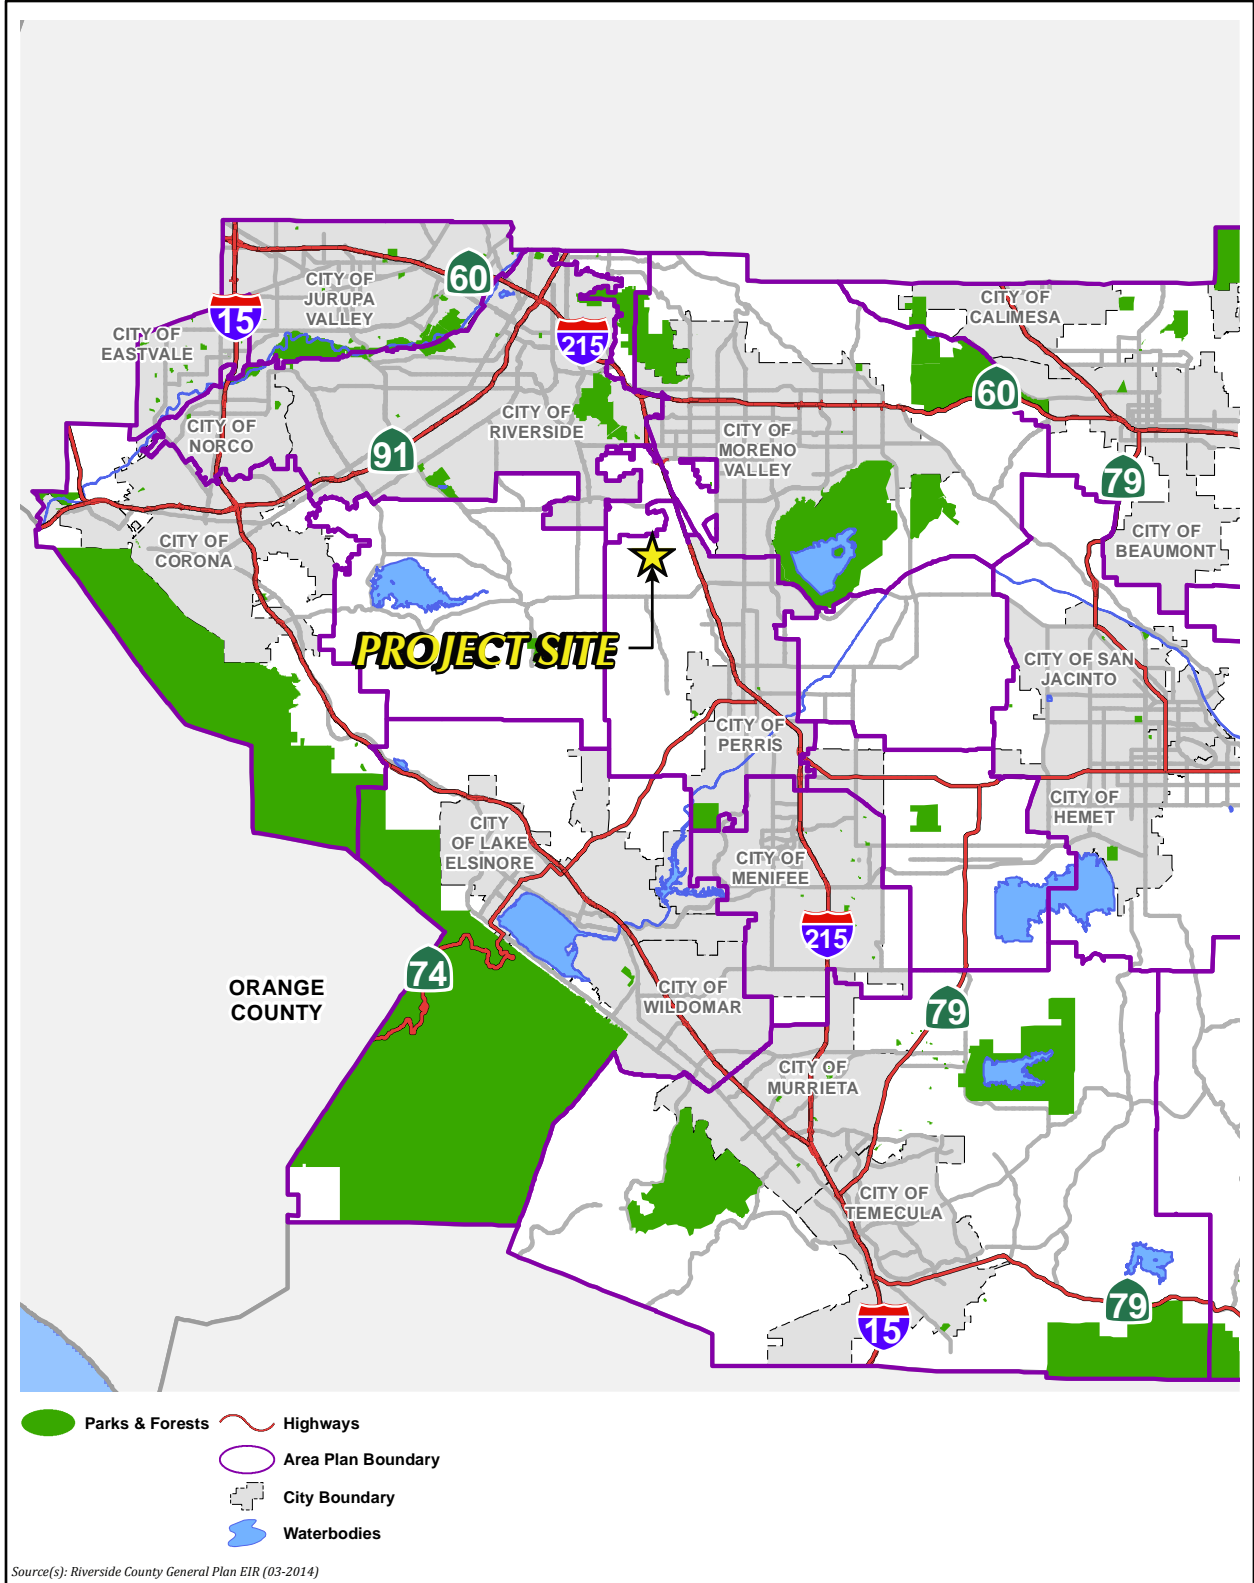 CITY OF
JURUPA
VALLEY
60
15
CITY OF
EASTVALE
215
CITY OF
CALIMESA
60
CITY OF
NORCO
91
CITY OF
RIVERSIDE
CITY OF
MORENO
VALLEY
79
CITY OF
BEAUMONT
CITY OF
CORONA
PROJECT SITE
CITY OF SAN
JACINTO
CITY OF
PERRIS
CITY OF
HEMET
CITY
OF LAKE
ELSINORE
CITY OF
MENIFEE
215
74
ORANGE
COUNTY
CITY OF
WILDOMAR
79
CITY OF
MURRIETA
CITY OF
TEMECULA
79
15
Parks & Forests
Highways
Area Plan Boundary
City Boundary
Waterbodies
Source(s): Riverside County General Plan EIR (03-2014)